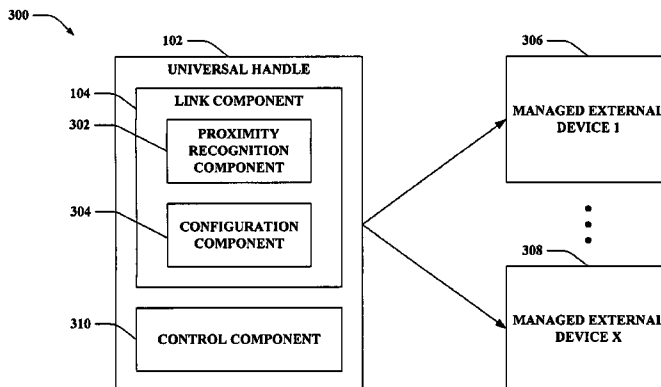 300
102
UNIVERSAL HANDLE
104
LINK COMPONENT
302
PROXIMITY
RECOGNITION
COMPONENT
304
CONFIGURATION
COMPONENT
310
CONTROL COMPONENT
306
MANAGED EXTERNAL
DEVICE 1
308
MANAGED EXTERNAL
DEVICE X